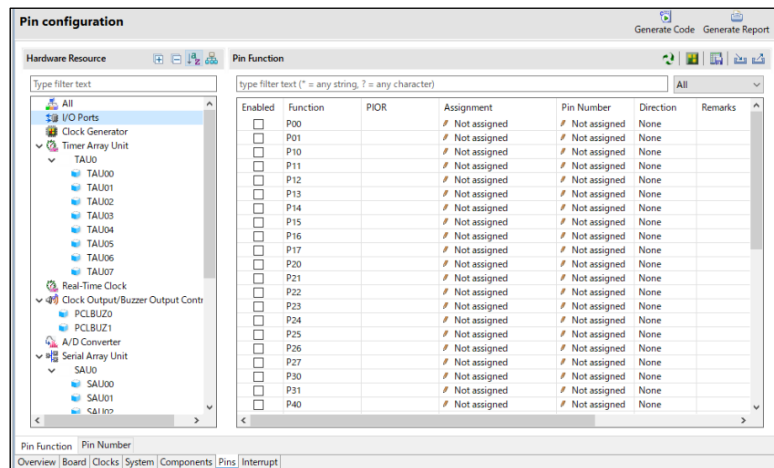 Pin configuration
Generate Code Generate Report
Hardware Resource
Type filter text
All
I/O Ports
Clock Generator
Timer Array Unit
TAU0
TAU00
TAU01
TAU02
TAU03
TAU04
TAU05
TAU06
TAU07
Real-Time Clock
Clock Output/Buzzer Output Contr
PCLBUZ0
PCLBUZ1
A/D Converter
Serial Array Unit
SAU0
SAU00
SAU01
SAU02
Pin Function
type filter text (* = any string, ? = any character)
All
Enabled Function PIOR Assignment Pin Number Direction Remarks
P00 Not assigned Not assigned None
P01 Not assigned Not assigned None
P10 Not assigned Not assigned None
P11 Not assigned Not assigned None
P12 Not assigned Not assigned None
P13 Not assigned Not assigned None
P14 Not assigned Not assigned None
P15 Not assigned Not assigned None
P16 Not assigned Not assigned None
P17 Not assigned Not assigned None
P20 Not assigned Not assigned None
P21 Not assigned Not assigned None
P22 Not assigned Not assigned None
P23 Not assigned Not assigned None
P24 Not assigned Not assigned None
P25 Not assigned Not assigned None
P26 Not assigned Not assigned None
P27 Not assigned Not assigned None
P30 Not assigned Not assigned None
P31 Not assigned Not assigned None
P40 Not assigned Not assigned None
Pin Function Pin Number
Overview Board Clocks System Components Pins Interrupt